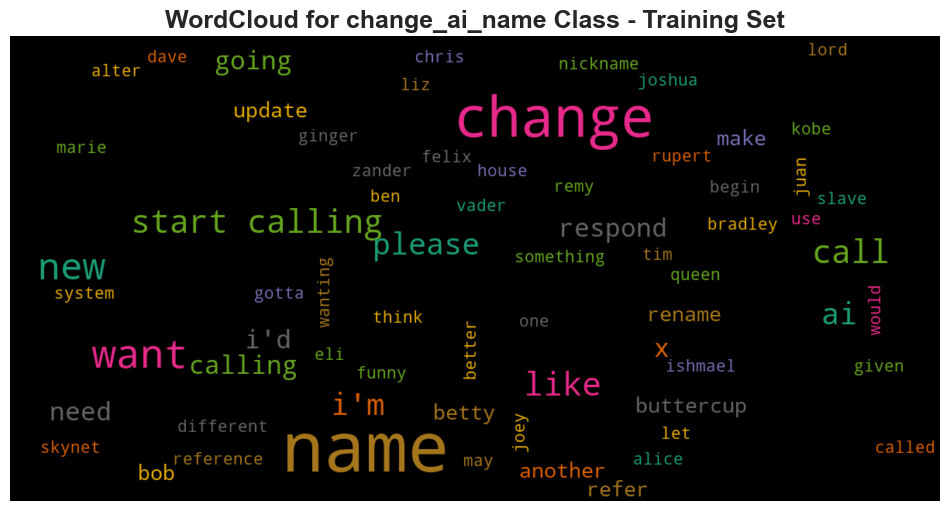 WordCloud for change_ai_name Class - Training Set
lord
dave
chris
going
nickname
alter
joshua
liz
update
change
kobe
ginger
make
marie
felix
rupert
zander
house
juan
remy
begin
ben
slave
vader
use
start calling
bradley
respond
please
call
something
tim
new
queen
system
gotta
wanting
would
think
one
rename
ai
i'd
better
x
want
eli
calling
ishmael
given
funny
like
i'm
need
betty
buttercup
different
joey
let
name
skynet
called
reference
may
alice
bob
another
refer